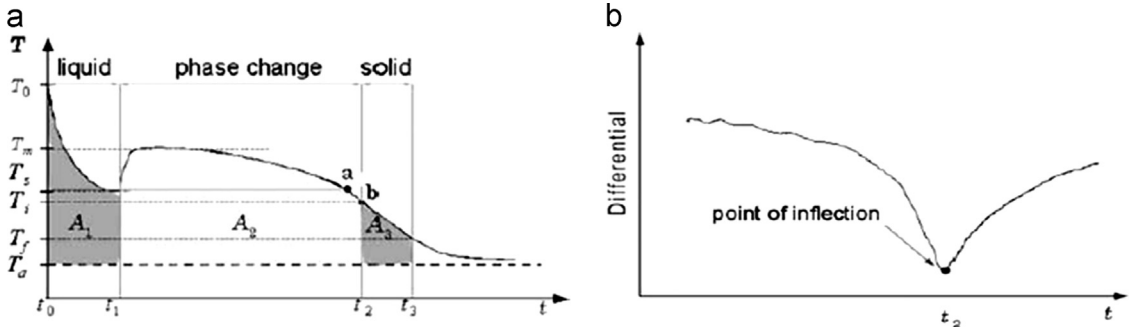 a
T
liquid phase change solid
T₀
Tₘ
Tₛ
Tᵢ
T_f
Tₐ
a
b
A₁
A₂
A₃
t₀ t₁ t₂ t₃ t
b
Differential
point of inflection
t₂ t